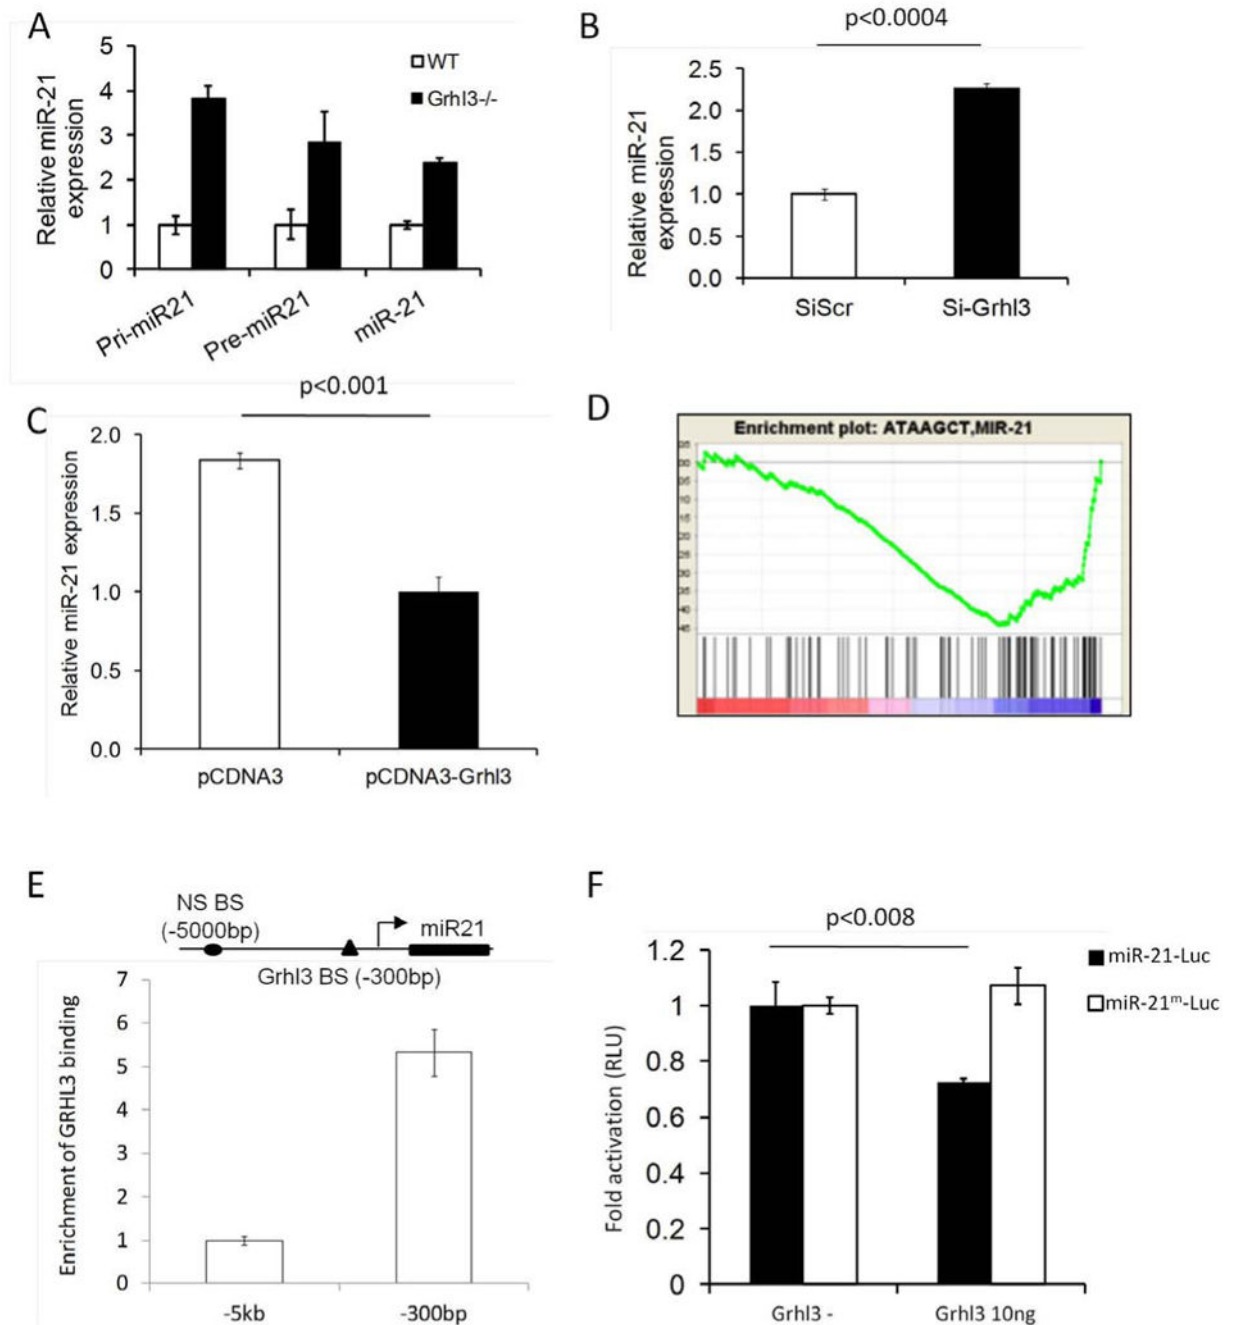 A
5
4
3
2
1
0
Relative miR-21
expression
WT
Grhl3-/-
Pri-miR21
Pre-miR21
miR-21
B
p<0.0004
2.5
2.0
1.5
1.0
0.5
0.0
Relative miR-21
expression
SiScr
Si-Grhl3
C
p<0.001
2.0
1.5
1.0
0.5
0.0
Relative miR-21 expression
pCDNA3
pCDNA3-Grhl3
D
Enrichment plot: ATAAGCT,MIR-21
E
NS BS
(-5000bp)
miR21
Grhl3 BS (-300bp)
7
6
5
4
3
2
1
0
Enrichment of GRHL3 binding
-5kb
-300bp
F
p<0.008
1.2
1
0.8
0.6
0.4
0.2
0
Fold activation (RLU)
miR-21-Luc
miR-21ᵐ-Luc
Grhl3 -
Grhl3 10ng